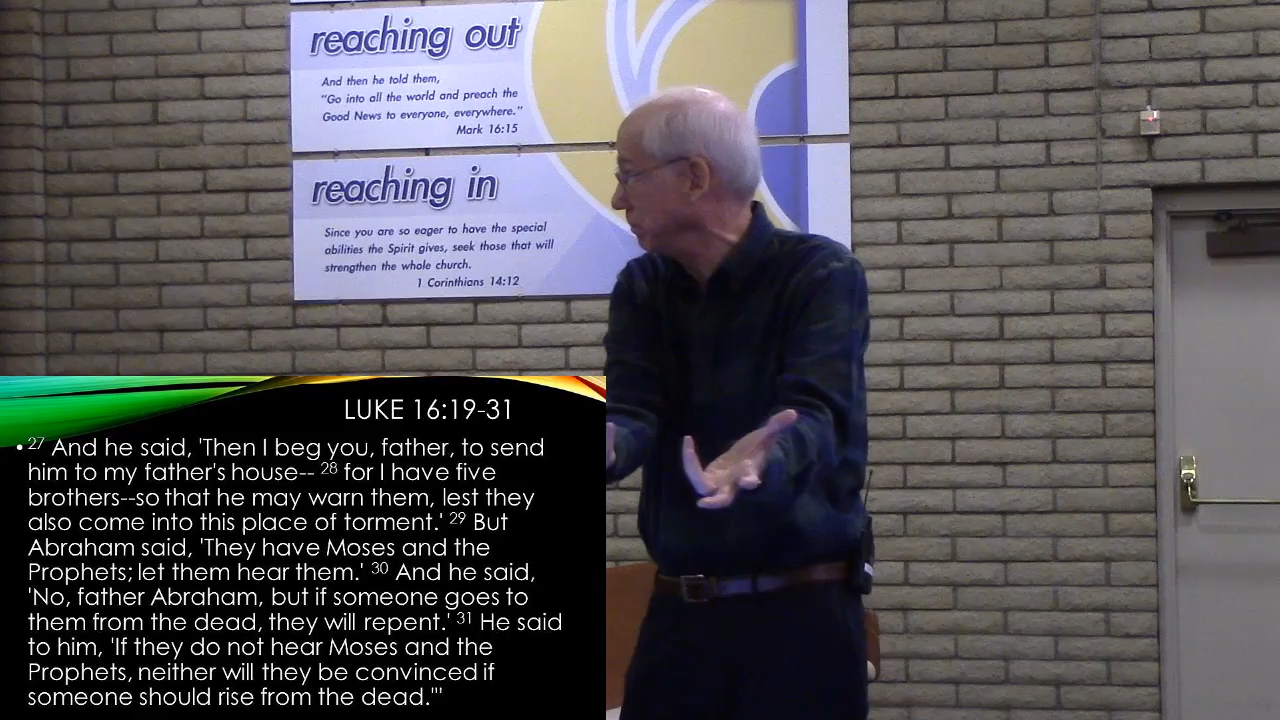 reaching out
And then he told them,
“Go into all the world and preach the
Good News to everyone, everywhere.”
Mark 16:15
reaching in
Since you are so eager to have the special
abilities the Spirit gives, seek those that will
strengthen the whole church.
1 Corinthians 14:12
LUKE 16:19-31
• 27 And he said, 'Then I beg you, father, to send
him to my father's house-- 28 for I have five
brothers--so that he may warn them, lest they
also come into this place of torment.' 29 But
Abraham said, 'They have Moses and the
Prophets; let them hear them.' 30 And he said,
'No, father Abraham, but if someone goes to
them from the dead, they will repent.' 31 He said
to him, 'If they do not hear Moses and the
Prophets, neither will they be convinced if
someone should rise from the dead.'"